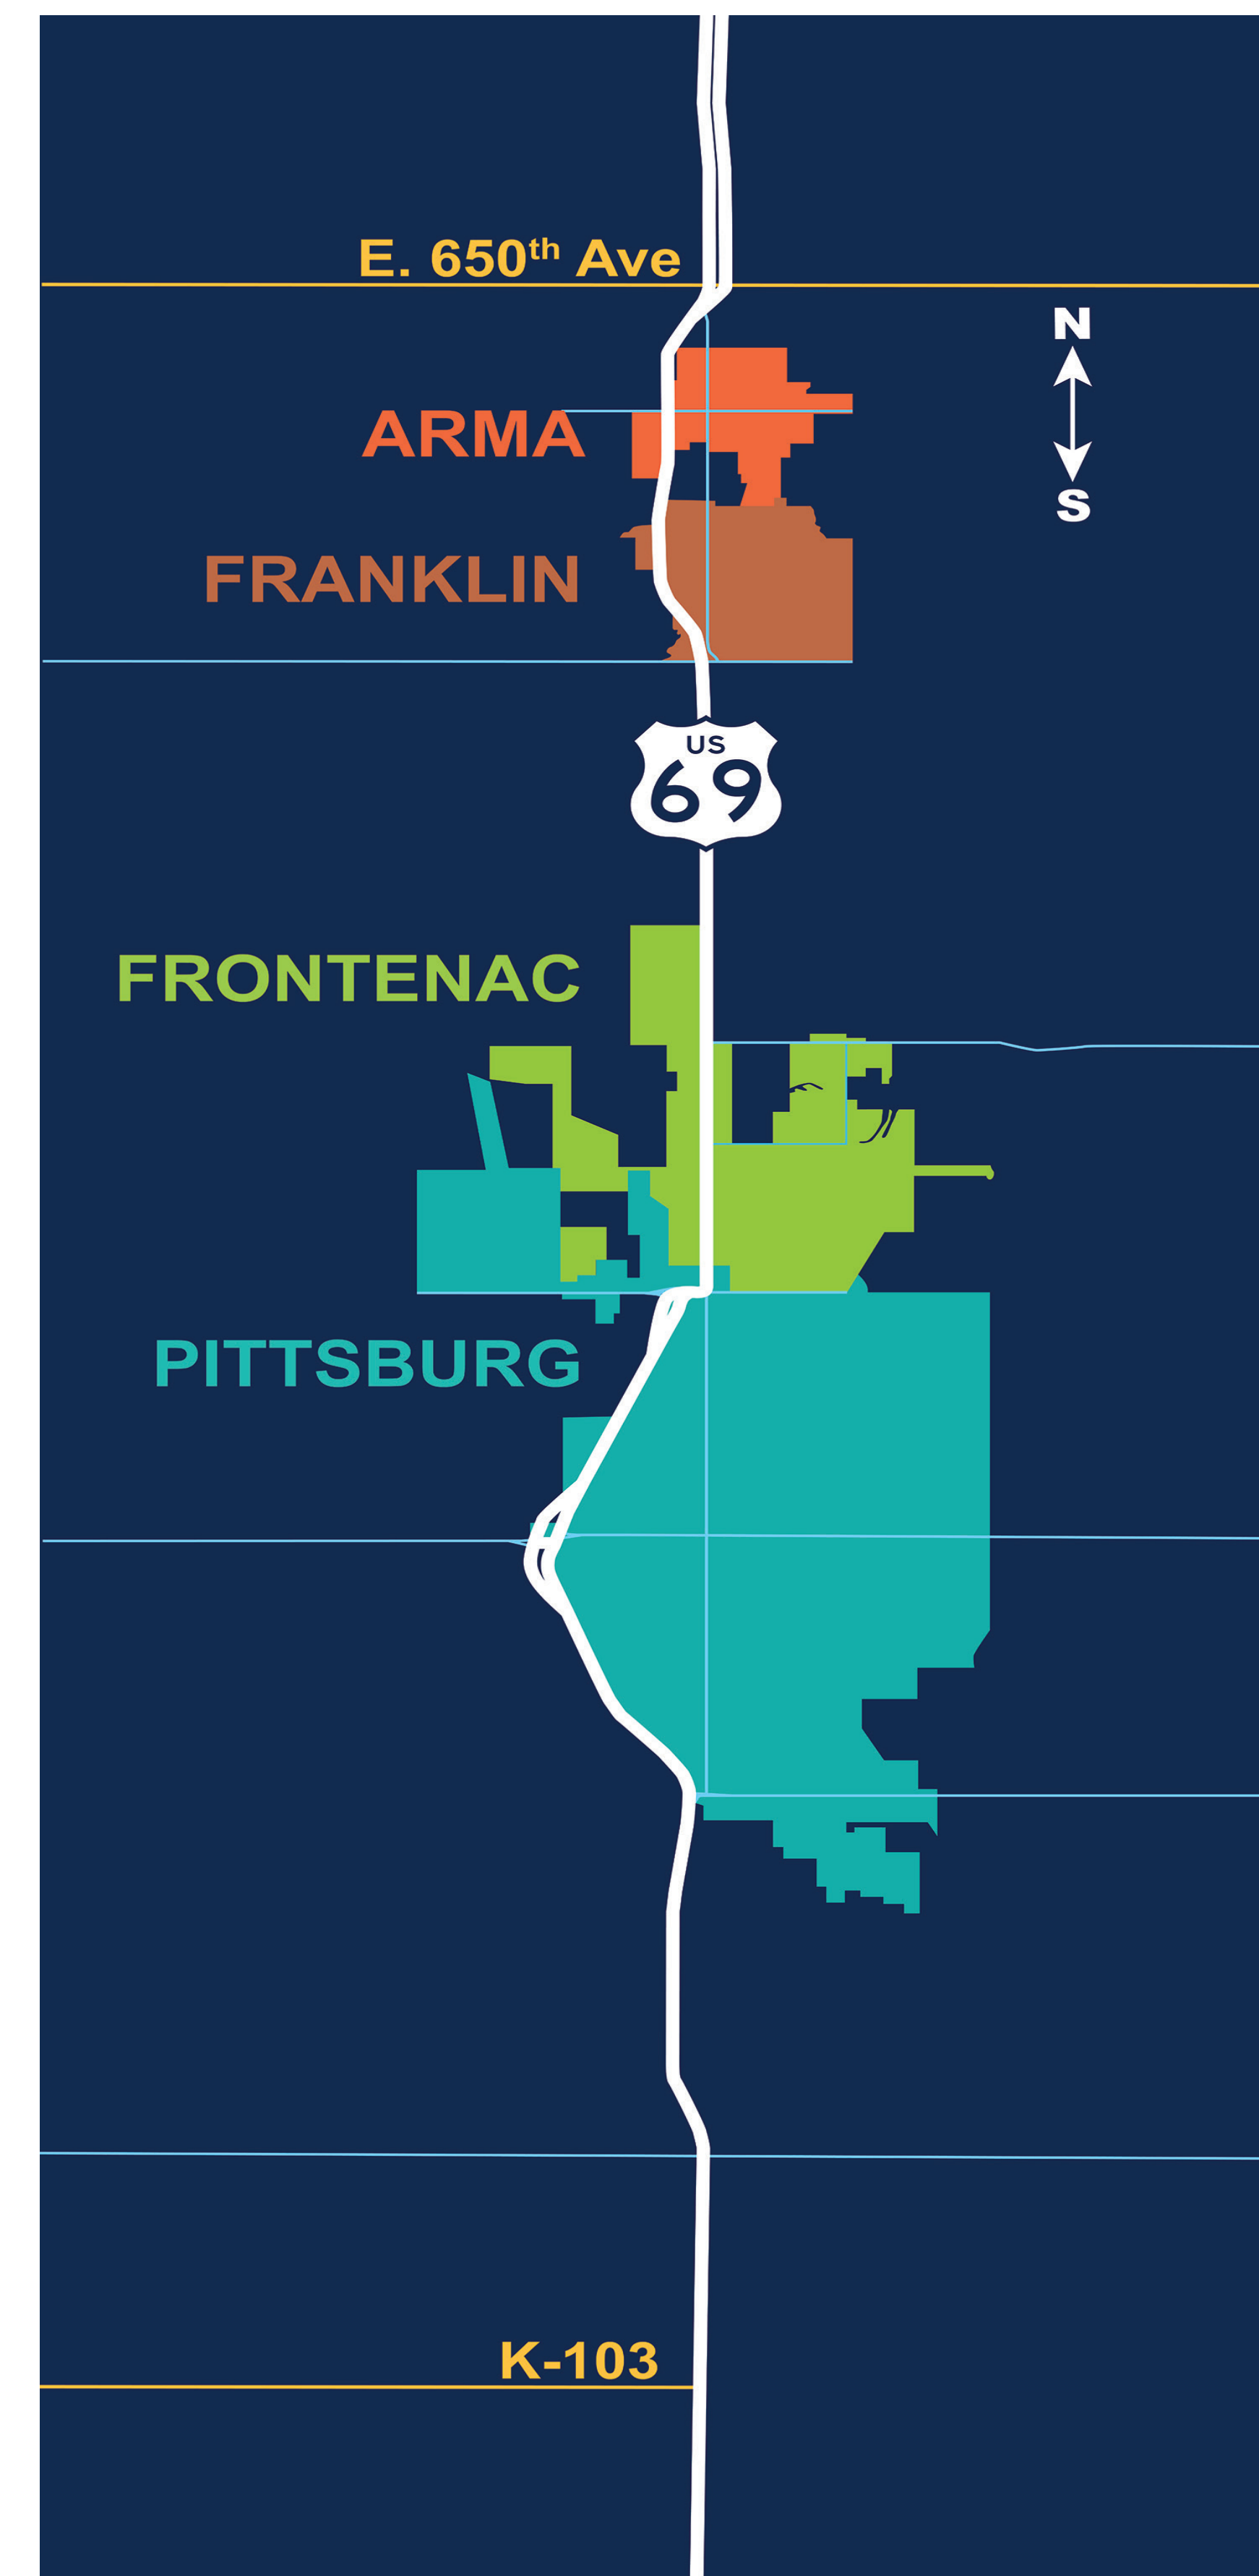 E. 650th Ave
N
ARMA
S
FRANKLIN
US
69
FRONTENAC
PITTSBURG
K-103